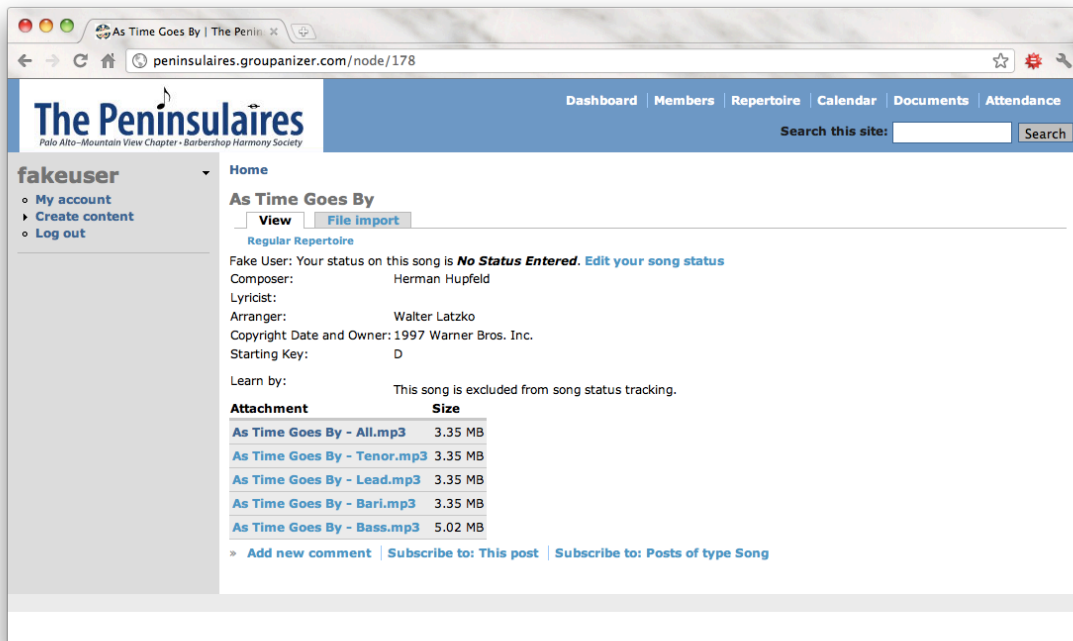 As Time Goes By | The Penin
peninsulaires.groupanizer.com/node/178
The Peninsulaires
Palo Alto–Mountain View Chapter • Barbershop Harmony Society
Dashboard Members Repertoire Calendar Documents Attendance
Search this site: Search
fakeuser
My account
Create content
Log out
Home
As Time Goes By
View File import
Regular Repertoire
Fake User: Your status on this song is No Status Entered. Edit your song status
Composer: Herman Hupfeld
Lyricist:
Arranger: Walter Latzko
Copyright Date and Owner: 1997 Warner Bros. Inc.
Starting Key: D
Learn by: This song is excluded from song status tracking.
Attachment Size
As Time Goes By - All.mp3 3.35 MB
As Time Goes By - Tenor.mp3 3.35 MB
As Time Goes By - Lead.mp3 3.35 MB
As Time Goes By - Bari.mp3 3.35 MB
As Time Goes By - Bass.mp3 5.02 MB
» Add new comment Subscribe to: This post Subscribe to: Posts of type Song